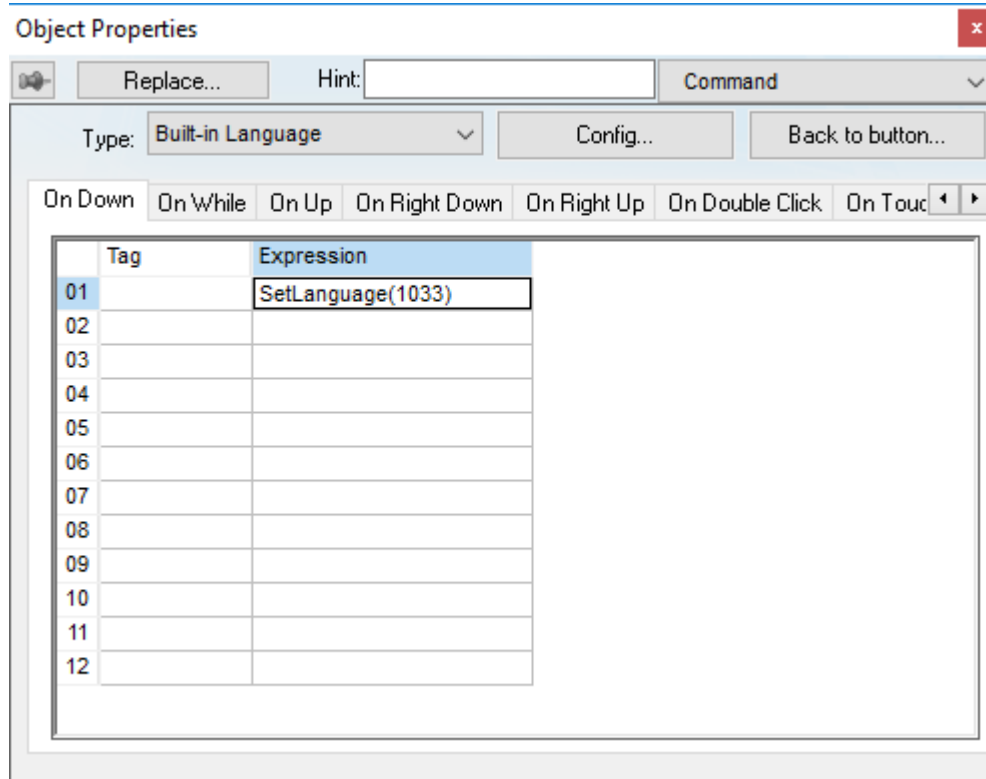 Object Properties
x
Replace... Hint: Command
Type: Built-in Language Config... Back to button...
On Down On While On Up On Right Down On Right Up On Double Click On Touc
Tag Expression
01 SetLanguage(1033)
02
03
04
05
06
07
08
09
10
11
12